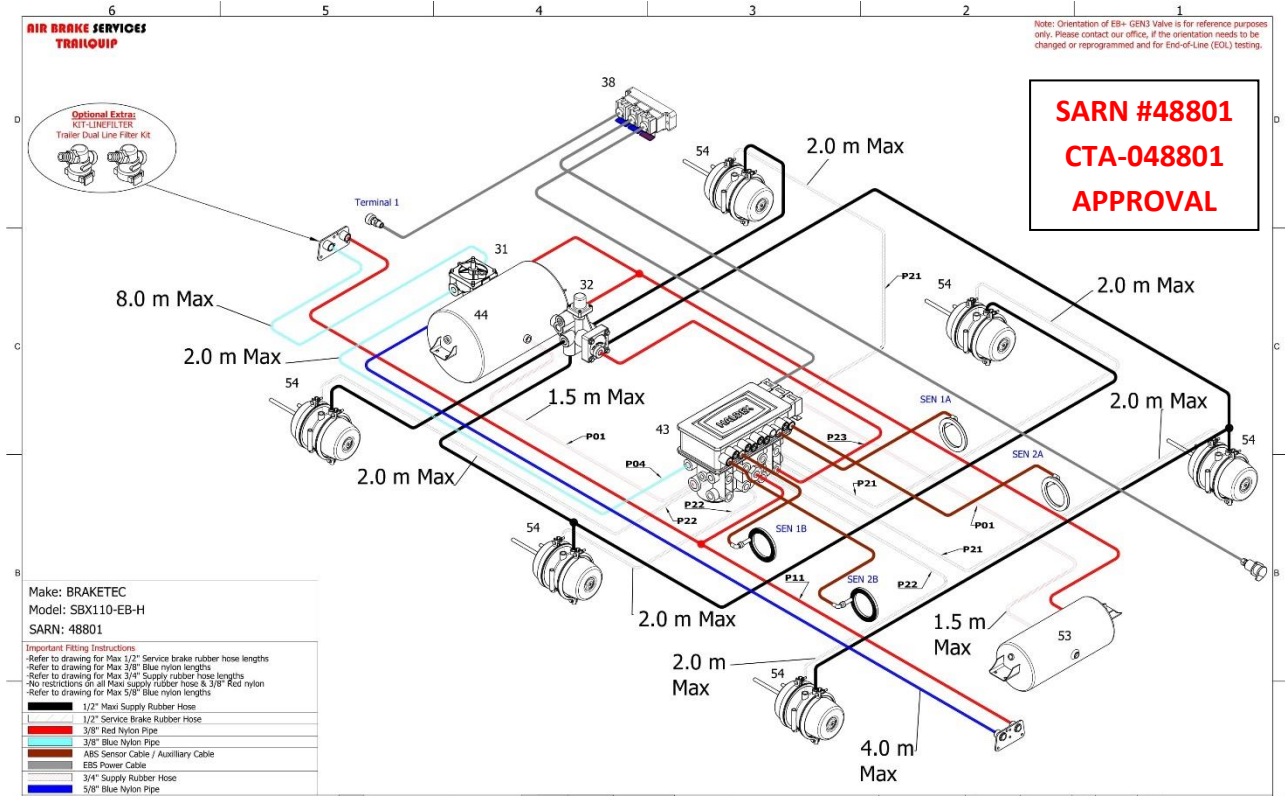 6 5 4 3 2 1
AIR BRAKE SERVICES
TRAILQUIP
Note: Orientation of EB+ GEN3 Valve is for reference purposes
only. Please contact our office, if the orientation needs to be
changed or reprogrammed and for End-of-Line (EOL) testing.
SARN #48801
CTA-048801
APPROVAL
D
D
Optional Extra:
KIT-LINEFILTER
Trailer Dual Line Filter Kit
38
54
2.0 m Max
Terminal 1
31
32
44
P21
54
2.0 m Max
8.0 m Max
2.0 m Max
C
C
54
1.5 m Max
43
HALDEX
SEN 1A
2.0 m Max
54
P01
P23
SEN 2A
2.0 m Max
P04
P21
P22
P22
P01
54
SEN 1B
P21
B
B
P11
SEN 2B
P22
2.0 m Max
1.5 m
Max
53
2.0 m
Max
54
4.0 m
Max
Make: BRAKETEC
Model: SBX110-EB-H
SARN: 48801
Important Fitting Instructions
-Refer to drawing for Max 1/2" Service brake rubber hose lengths
-Refer to drawing for Max 3/8" Blue nylon lengths
-Refer to drawing for Max 3/4" Supply rubber hose lengths
-No restrictions on all Maxi supply rubber hose & 3/8" Red nylon
-Refer to drawing for Max 5/8" Blue nylon lengths
1/2" Maxi Supply Rubber Hose
1/2" Service Brake Rubber Hose
3/8" Red Nylon Pipe
3/8" Blue Nylon Pipe
ABS Sensor Cable / Auxilliary Cable
EBS Power Cable
3/4" Supply Rubber Hose
5/8" Blue Nylon Pipe